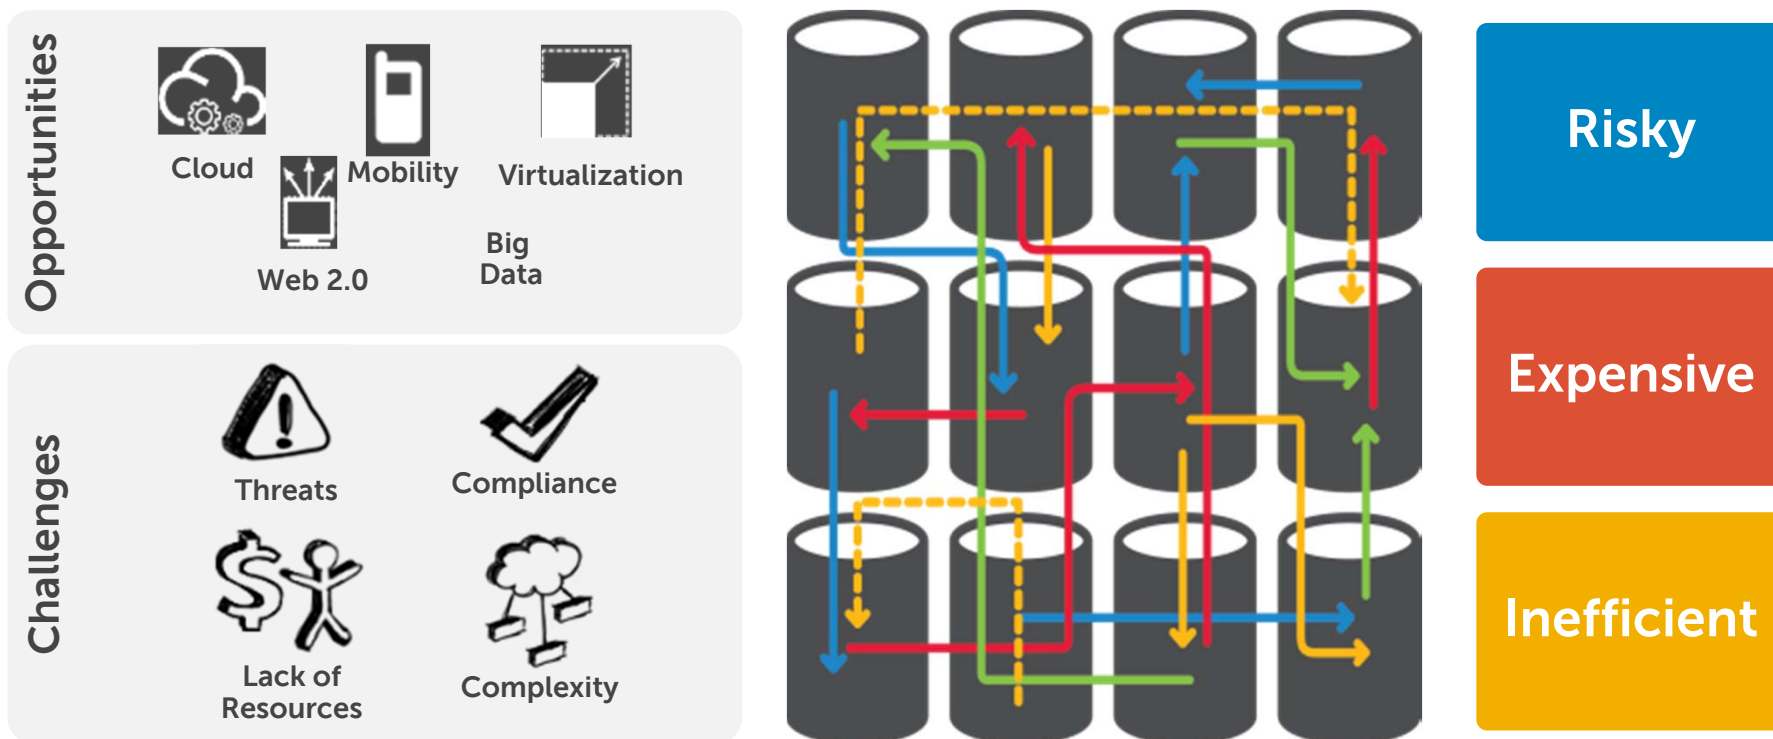 Opportunities
Cloud
Mobility
Virtualization
Web 2.0
Big
Data
Challenges
Threats
Compliance
Lack of
Resources
Complexity
Risky
Expensive
Inefficient